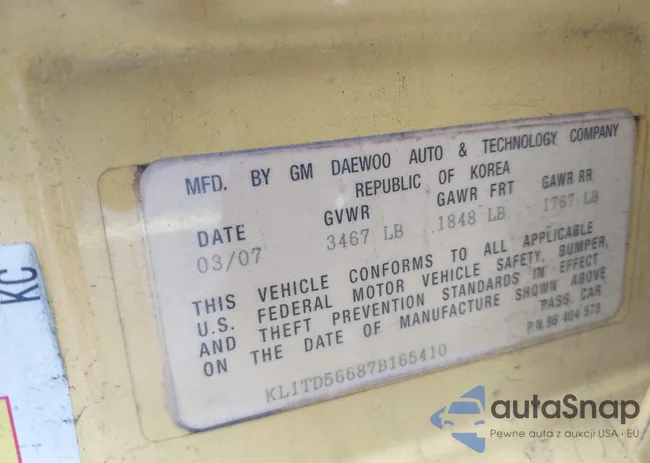 MFD. BY GM DAEWOO AUTO & TECHNOLOGY COMPANY
REPUBLIC OF KOREA
DATE GVWR GAWR FRT GAWR RR
03/07 3467 LB 1848 LB 1767 LB
THIS VEHICLE CONFORMS TO ALL APPLICABLE
U.S. FEDERAL MOTOR VEHICLE SAFETY, BUMPER,
AND THEFT PREVENTION STANDARDS IN EFFECT
ON THE DATE OF MANUFACTURE SHOWN ABOVE
PASS. CAR
KL1TD56687B165410 P.N.96 404 573
KC
autaSnap
Pewne auta z aukcji USA i EU